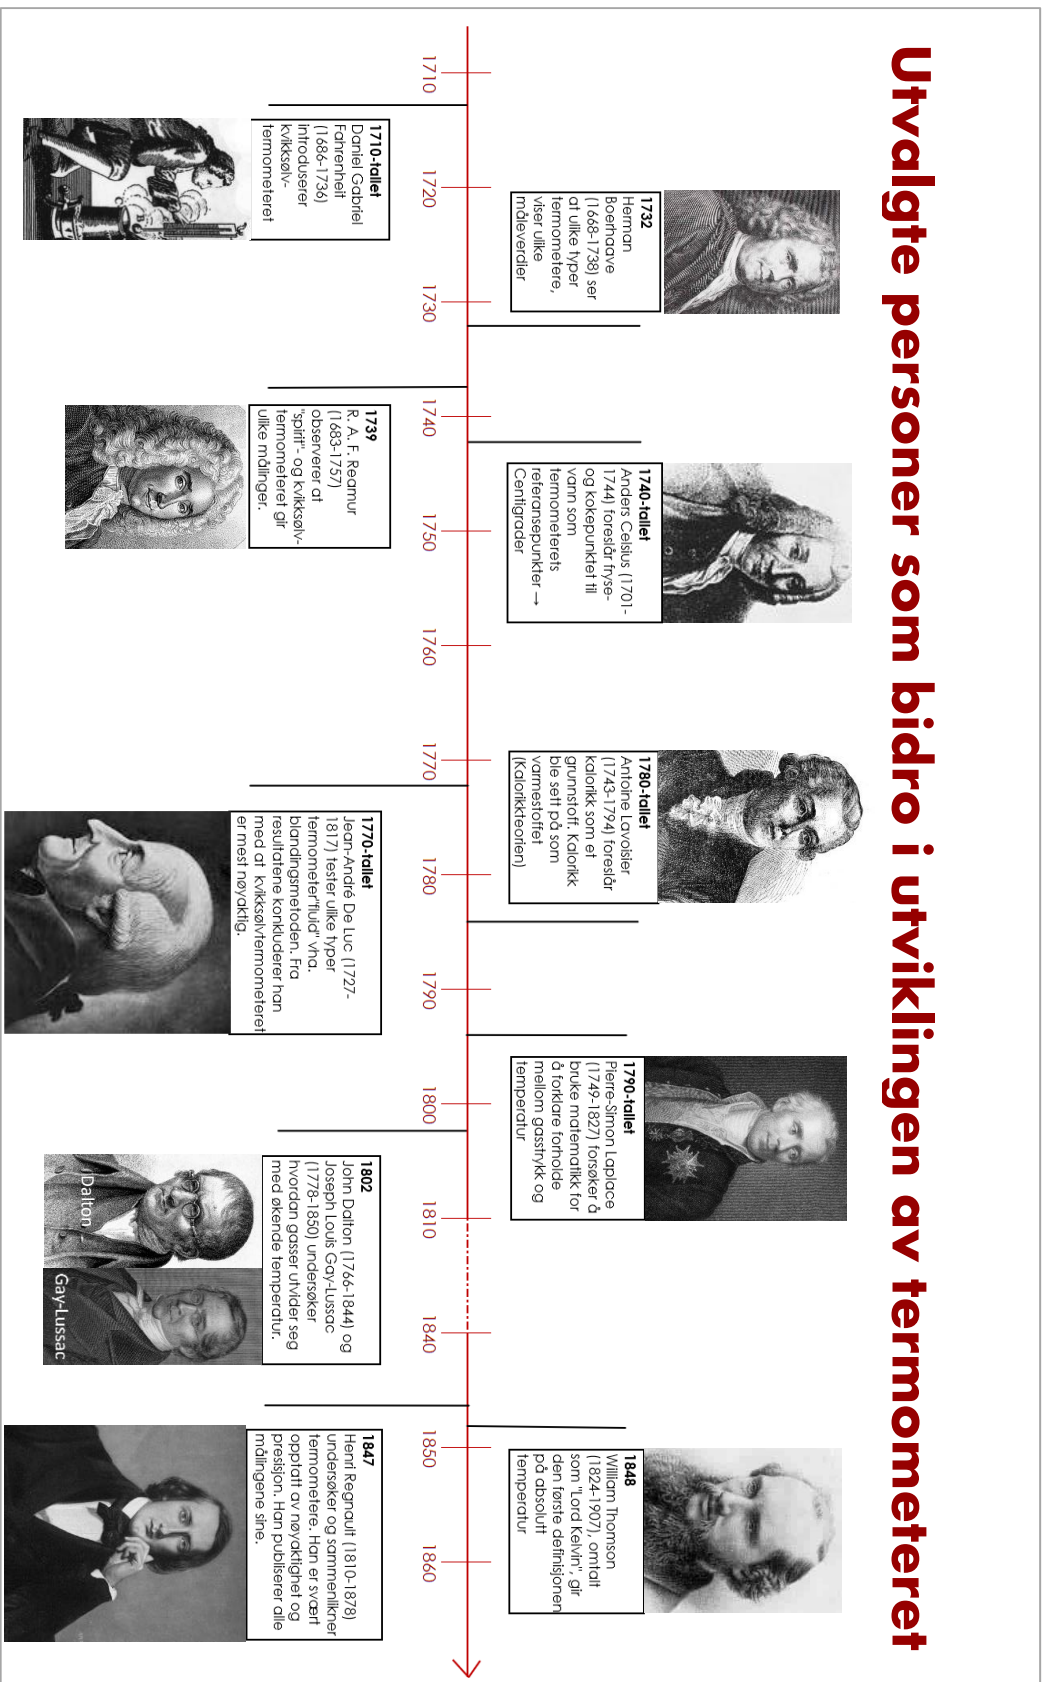 Utvalgte personer som bidro i utviklingen av termometeret
1732
Herman
Boerhaave
(1668-1738) ser
at ulike typer
termometere,
viser ulike
måleverdier
1740-tallet
Anders Celsius (1701-
1744) foreslår fryse-
og kokepunktet til
vann som
termometerets
referansepunkter →
Centigrader
1780-tallet
Antoine Lavoisier
(1743-1794) foreslår
kalorikk som et
grunnstoff. Kalorikk
ble sett på som
varmestoffet
(Kalorikkteorien)
1790-tallet
Pierre-Simon Laplace
(1749-1827) forsøker å
bruke matematikk for
å forklare forholde
mellom gasstrykk og
temperatur
1848
William Thomson
(1824-1907), omtalt
som "Lord Kelvin", gir
den første definisjonen
på absolutt
temperatur
1710
1720
1730
1740
1750
1760
1770
1780
1790
1800
1810
1840
1850
1860
1710-tallet
Daniel Gabriel
Fahrenheit
(1686-1736)
introduserer
kvikksølv-
termometeret
1739
R. A. F. Reamur
(1683-1757)
observerer at
"spirit"- og kvikksølv-
termometeret gir
ulike målinger.
1770-tallet
Jean-André De Luc (1727-
1817) tester ulike typer
termometer"fluid" vha.
blandingsmetoden. Fra
resultatene konkluderer han
med at kvikksølvtermometeret
er mest nøyaktig.
1802
John Dalton (1766-1844) og
Joseph Louis Gay-Lussac
(1778-1850) undersøker
hvordan gasser utvider seg
med økende temperatur.
Dalton
Gay-Lussac
1847
Henri Regnault (1810-1878)
undersøker og sammenlikner
termometere. Han er svært
opptatt av nøyaktighet og
presisjon. Han publiserer alle
målingene sine.